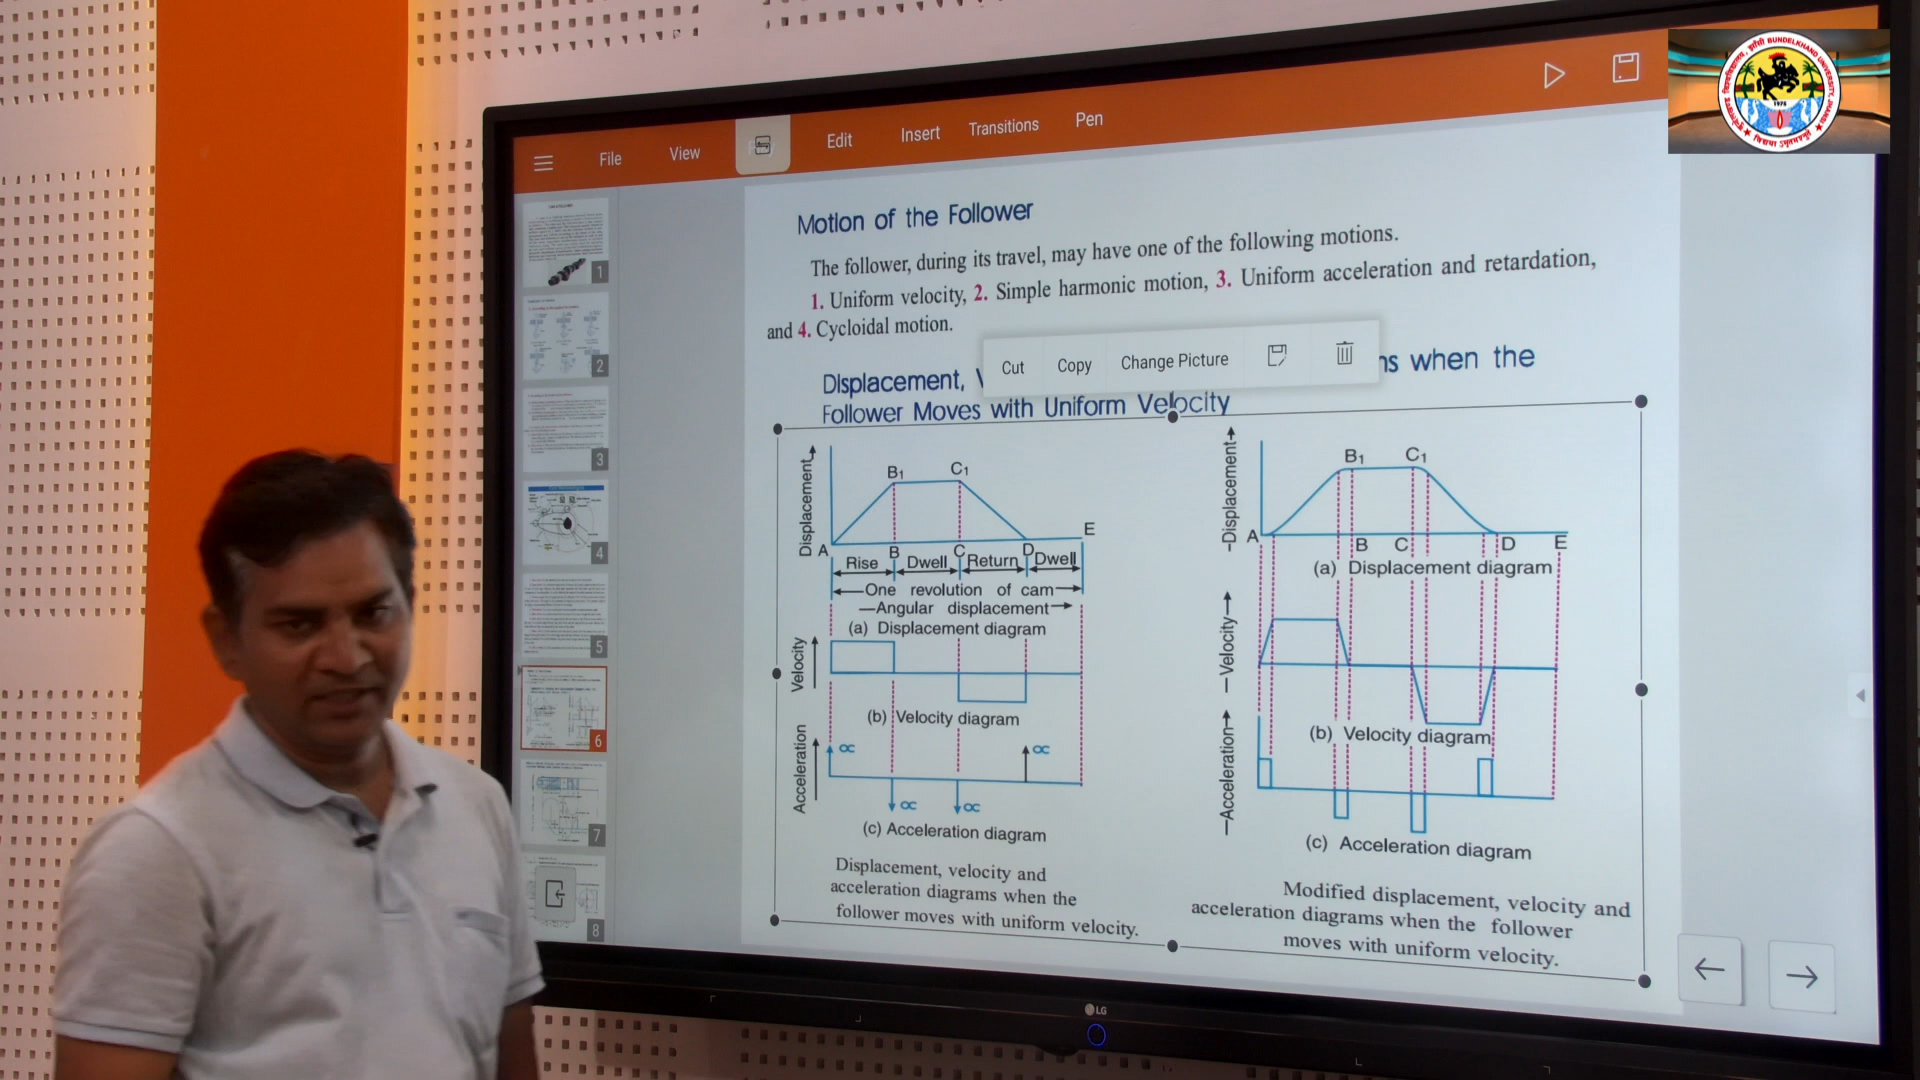 File View Edit Insert Transitions Pen
BUNDELKHAND UNIVERSITY, JHANSI
1975
Motion of the Follower
The follower, during its travel, may have one of the following motions.
1. Uniform velocity, 2. Simple harmonic motion, 3. Uniform acceleration and retardation,
and 4. Cycloidal motion.
Cut Copy Change Picture
Displacement, V ns when the
Follower Moves with Uniform Velocity
Displacement
B1 C1
A B C D E
Rise Dwell Return Dwell
One revolution of cam
Angular displacement
(a) Displacement diagram
Velocity
(b) Velocity diagram
Acceleration
∝ ∝
∝ ∝
(c) Acceleration diagram
Displacement, velocity and
acceleration diagrams when the
follower moves with uniform velocity.
Displacement
B1 C1
A B C D E
(a) Displacement diagram
Velocity
(b) Velocity diagram
Acceleration
(c) Acceleration diagram
Modified displacement, velocity and
acceleration diagrams when the follower
moves with uniform velocity.
1
2
3
4
5
6
7
8
LG